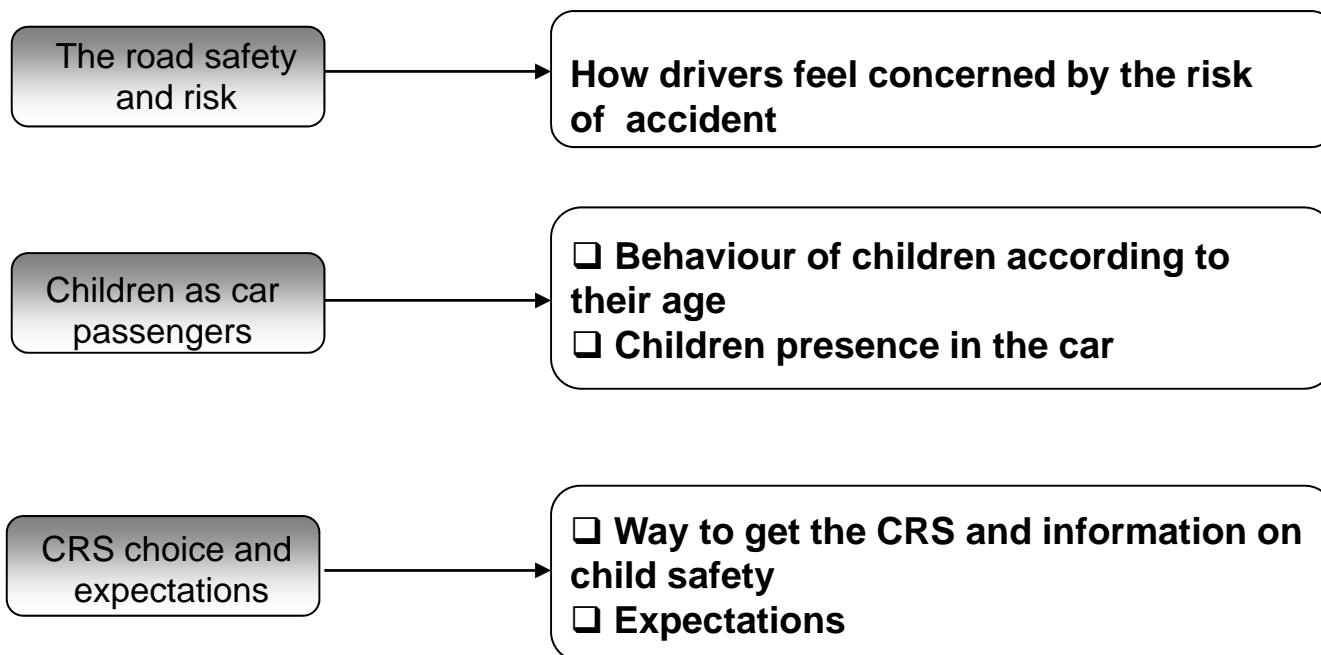 The road safety
and risk
How drivers feel concerned by the risk
of accident
Children as car
passengers
❑ Behaviour of children according to
their age
❑ Children presence in the car
CRS choice and
expectations
❑ Way to get the CRS and information on
child safety
❑ Expectations